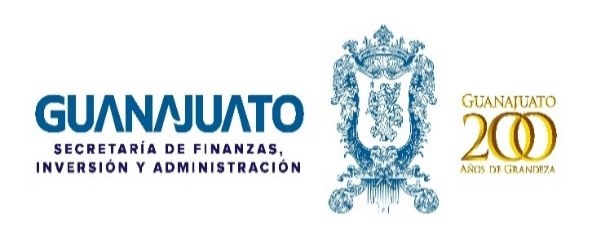 GUANAJUATO
SECRETARÍA DE FINANZAS,
INVERSIÓN Y ADMINISTRACIÓN
GUANAJUATO
200
AÑOS DE GRANDEZA